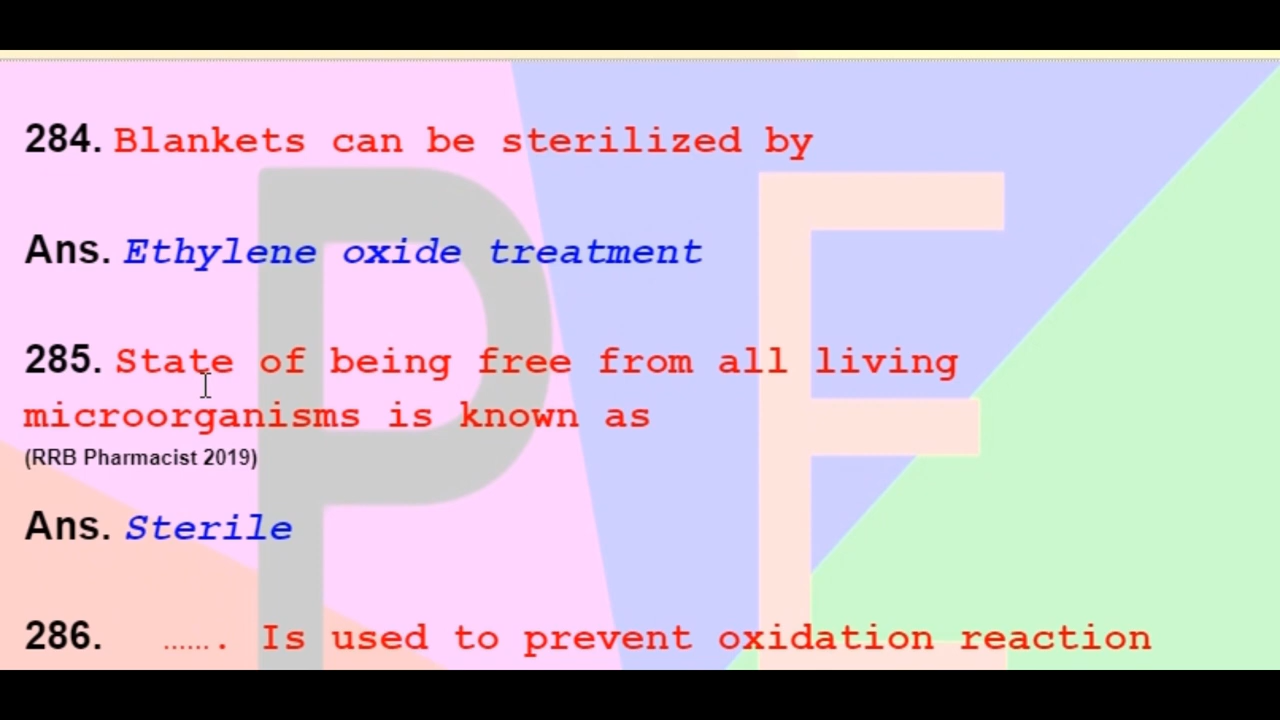 284. Blankets can be sterilized by
Ans. Ethylene oxide treatment
285. State of being free from all living
microorganisms is known as
(RRB Pharmacist 2019)
Ans. Sterile
286. ....... Is used to prevent oxidation reaction